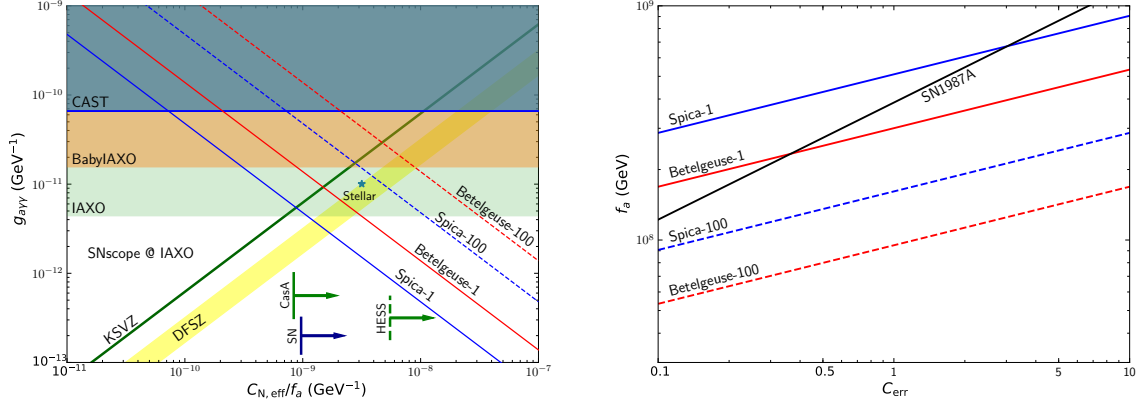 10⁻⁹
10⁻¹⁰
10⁻¹¹
10⁻¹²
10⁻¹³
g_{aγγ} (GeV⁻¹)
CAST
BabyIAXO
IAXO
SNscope @ IAXO
KSVZ
DFSZ
Stellar
Betelgeuse-100
Spica-100
Betelgeuse-1
Spica-1
CasA
SN
HESS
10⁻¹¹
10⁻¹⁰
10⁻⁹
10⁻⁸
10⁻⁷
C_{N,eff}/f_a (GeV⁻¹)
10⁹
10⁸
f_a (GeV)
SN1987A
Spica-1
Betelgeuse-1
Spica-100
Betelgeuse-100
0.1
0.5
1
5
10
C_{err}